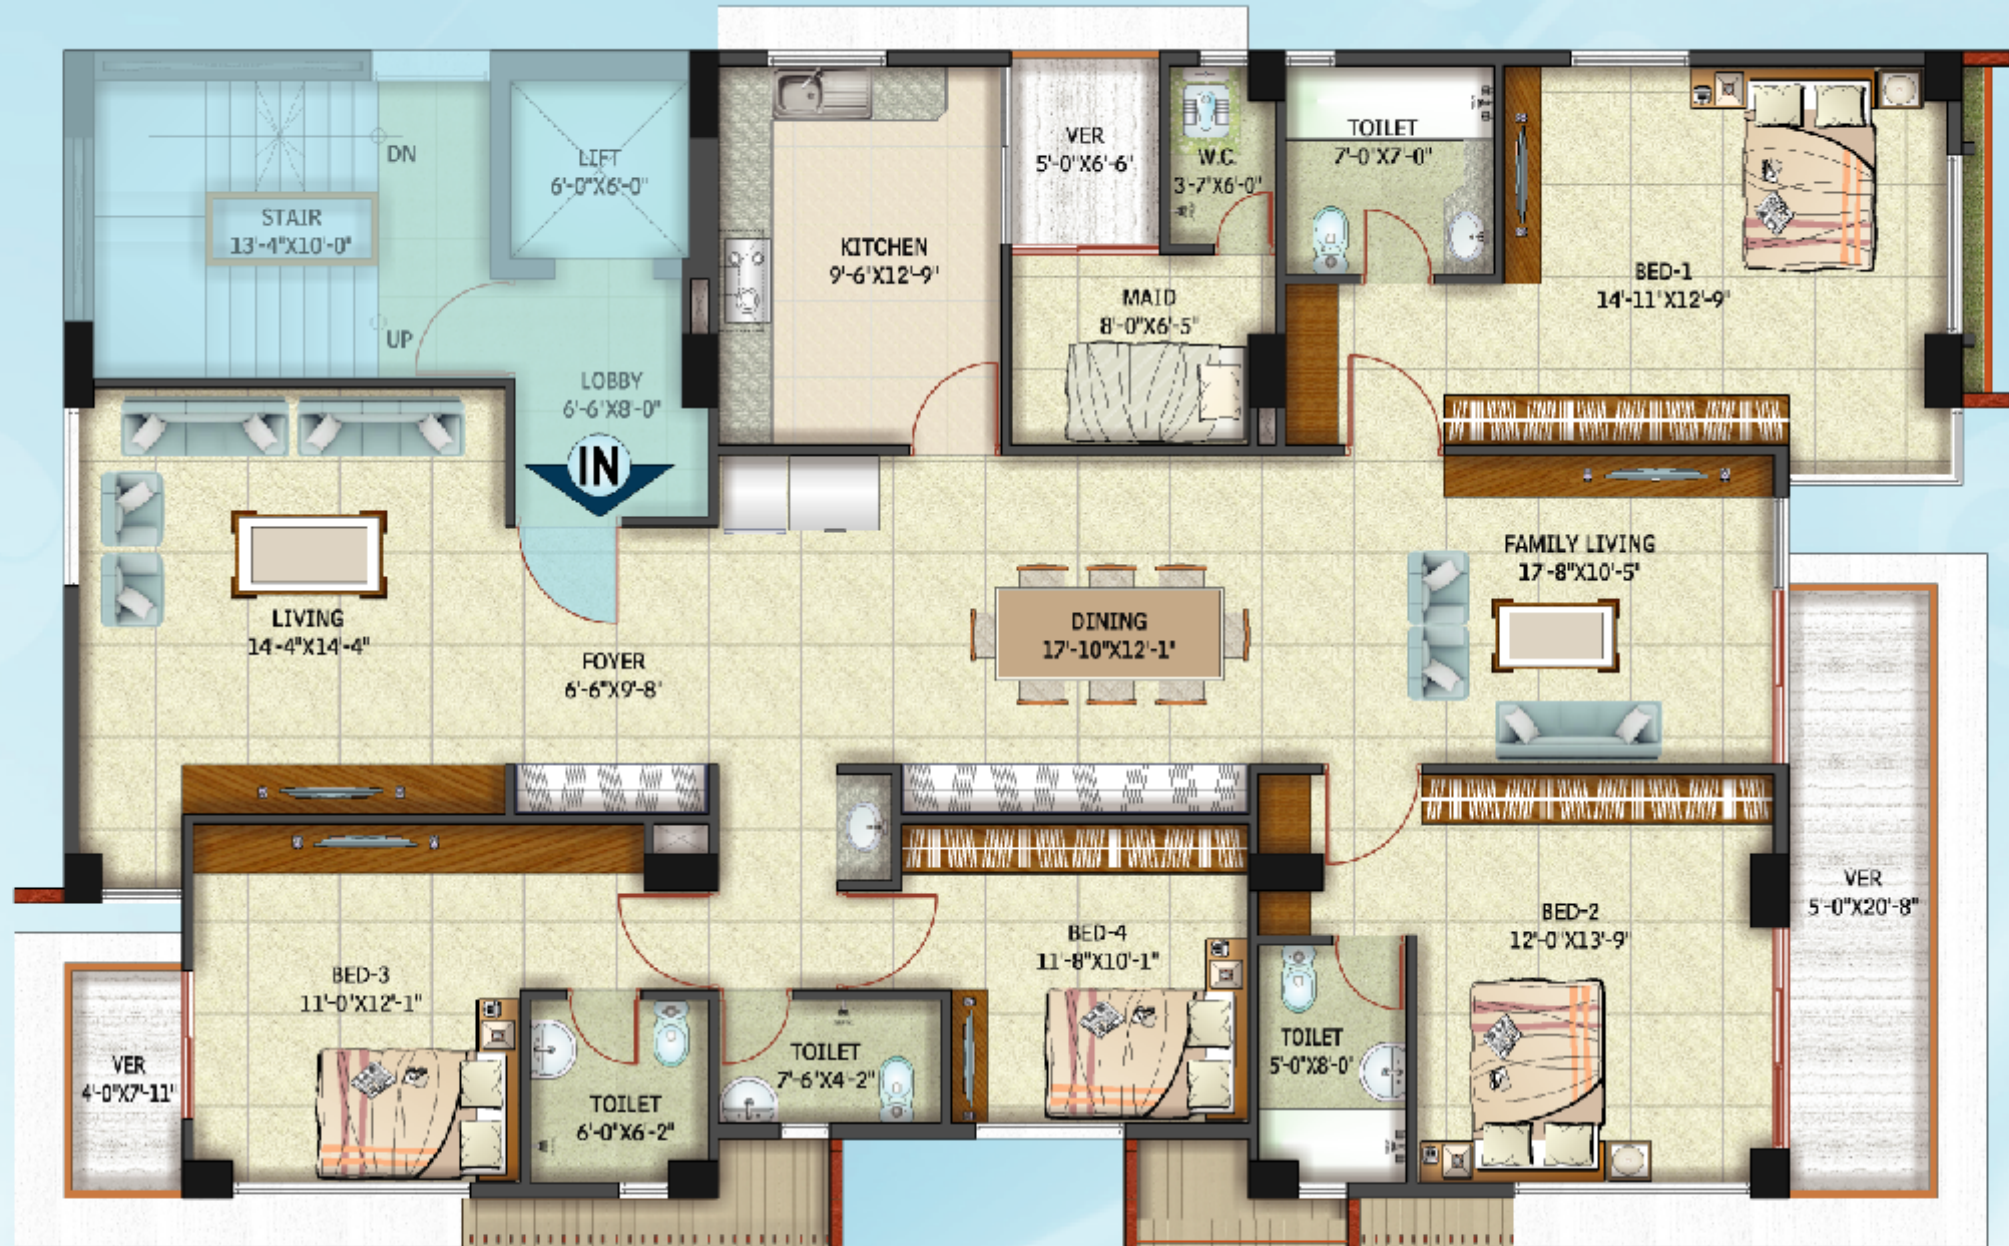 STAIR
13'-4"X10'-0"
DN
UP
LIFT
6'-0"X6'-0"
LOBBY
6'-6"X8'-0"
IN
KITCHEN
9'-6"X12'-9"
VER
5'-0"X6'-6"
W.C.
3'-7"X6'-0"
TOILET
7'-0"X7'-0"
MAID
8'-0"X6'-5"
BED-1
14'-11"X12'-9"
LIVING
14'-4"X14'-4"
FOYER
6'-6"X9'-8"
DINING
17'-10"X12'-1"
FAMILY LIVING
17'-8"X10'-5"
BED-3
11'-0"X12'-1"
VER
4'-0"X7'-11"
TOILET
6'-0"X6'-2"
TOILET
7'-6"X4'-2"
BED-4
11'-8"X10'-1"
TOILET
5'-0"X8'-0"
BED-2
12'-0"X13'-9"
VER
5'-0"X20'-8"